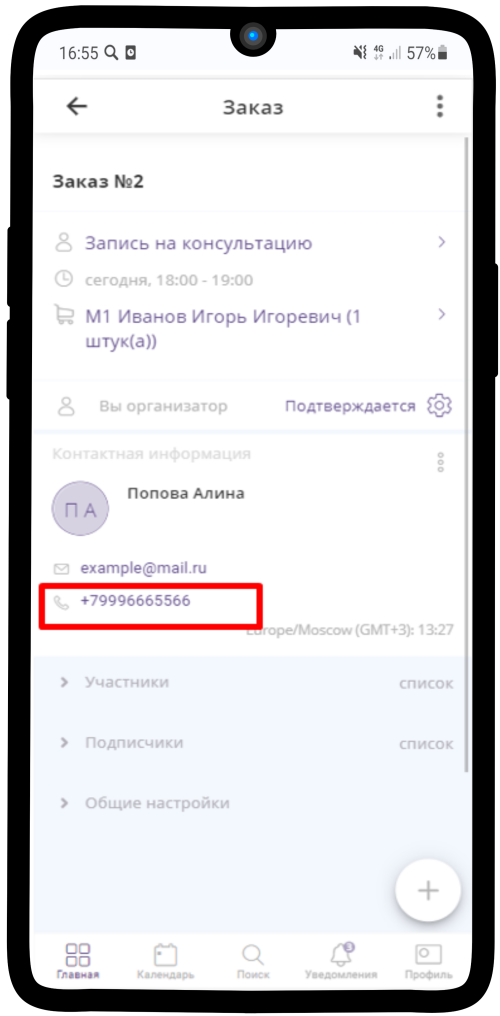 16:55
4G
57%
Заказ
Заказ №2
Запись на консультацию
сегодня, 18:00 - 19:00
М1 Иванов Игорь Игоревич (1
штук(а))
Вы организатор
Подтверждается
Контактная информация
П А
Попова Алина
example@mail.ru
+79996665566
Europe/Moscow (GMT+3): 13:27
Участники
список
Подписчики
список
Общие настройки
Главная
Календарь
Поиск
Уведомления
Профиль